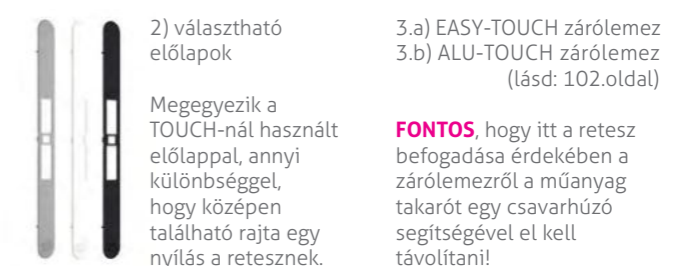 2) választható
előlapok
Megegyezik a
TOUCH-nál használt
előlappal, annyi
különbséggel,
hogy középen
található rajta egy
nyílás a retesznek.
3.a) EASY-TOUCH zárólemez
3.b) ALU-TOUCH zárólemez
(lásd: 102.oldal)
FONTOS, hogy itt a retesz
befogadása érdekében a
zárólemezről a műanyag
takarót egy csavarhúzó
segítségével el kell
távolítani!